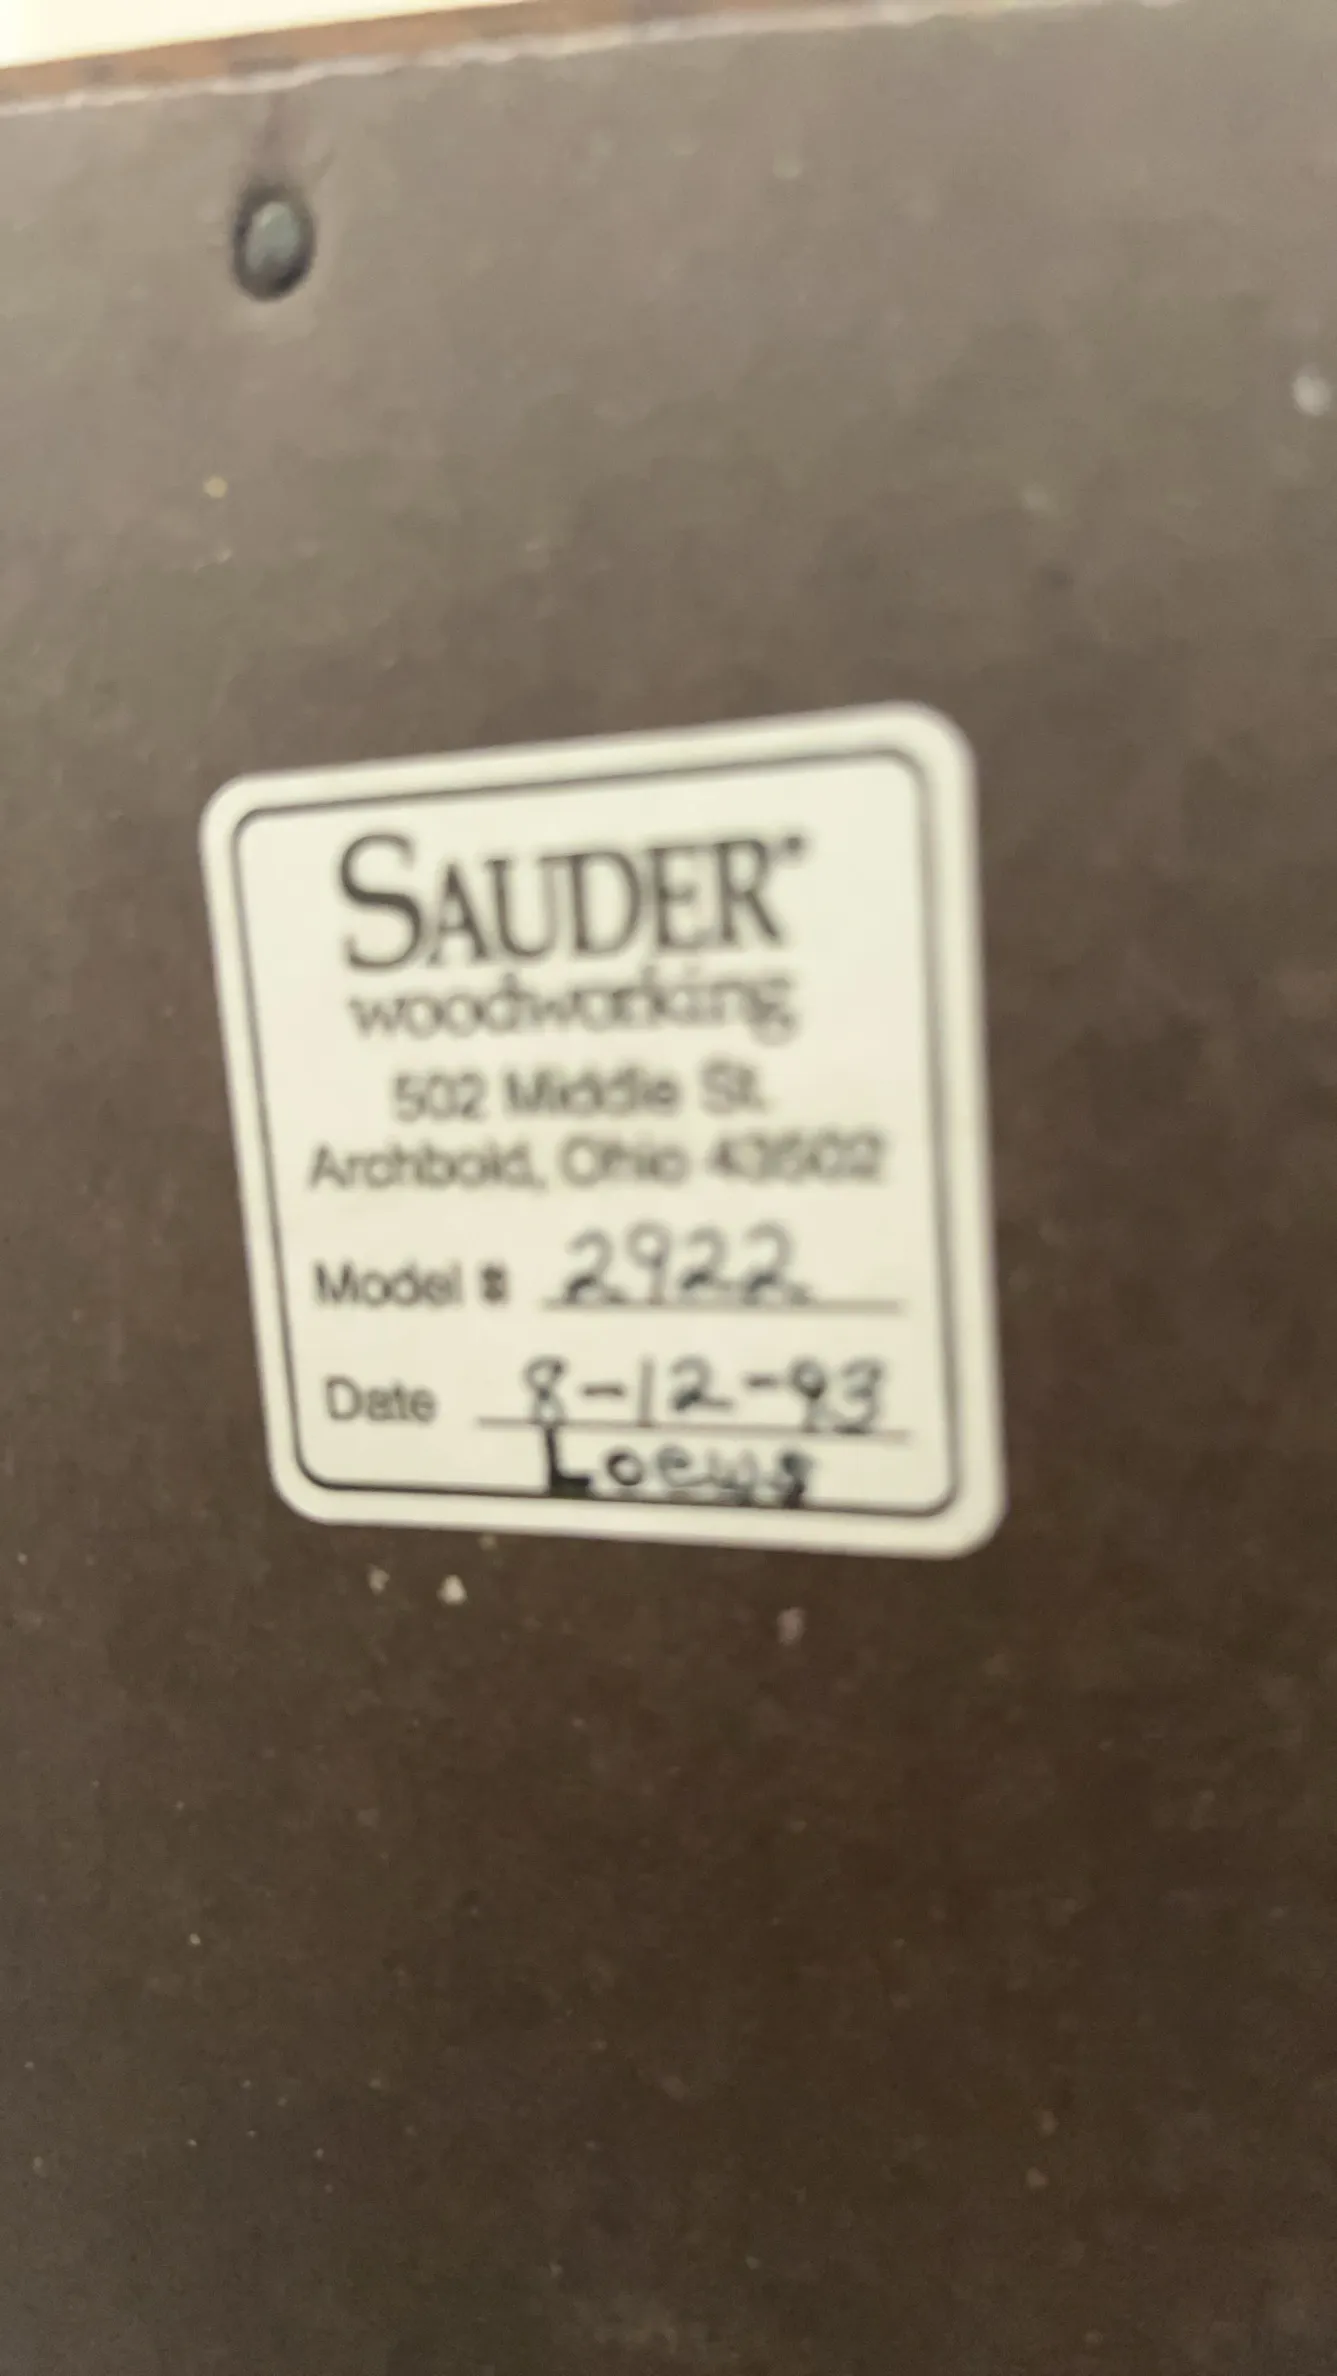 SAUDER®
woodworking
502 Middle St.
Archbold, Ohio 43502
Model # 2922
Date 8-12-93
Loews